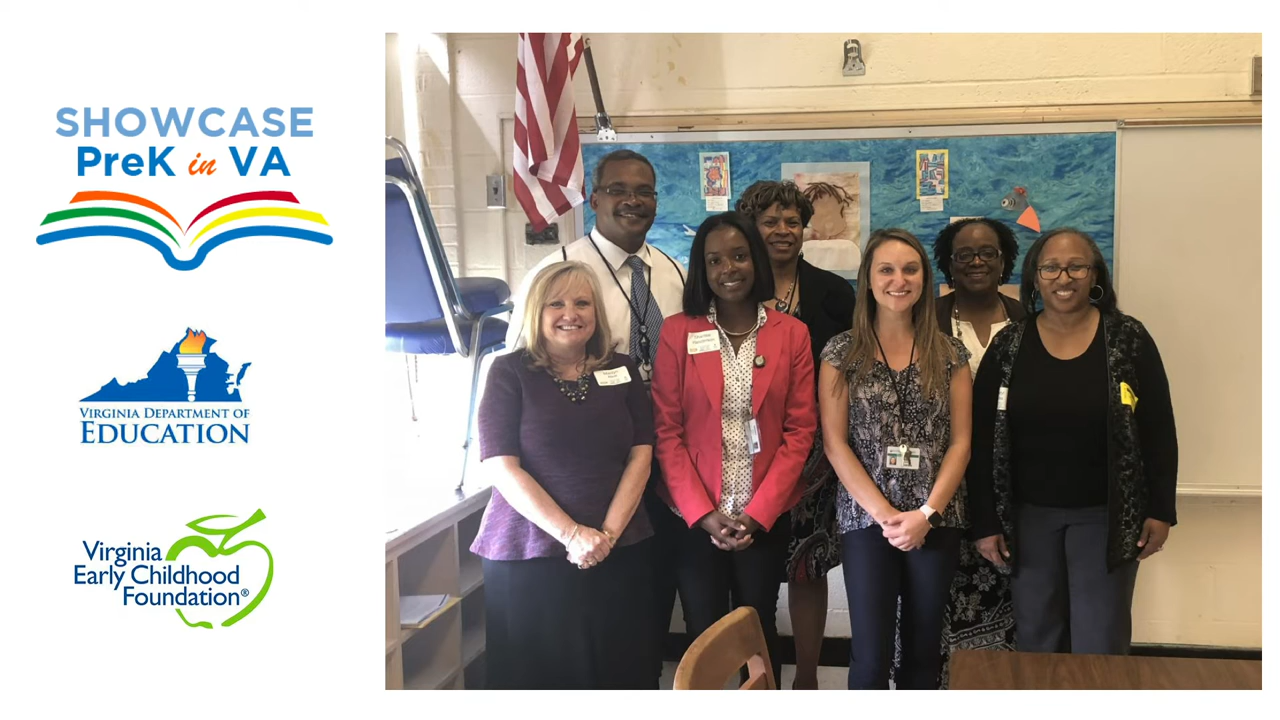 SHOWCASE
PreK in VA
VIRGINIA DEPARTMENT OF
EDUCATION
Virginia
Early Childhood
Foundation®